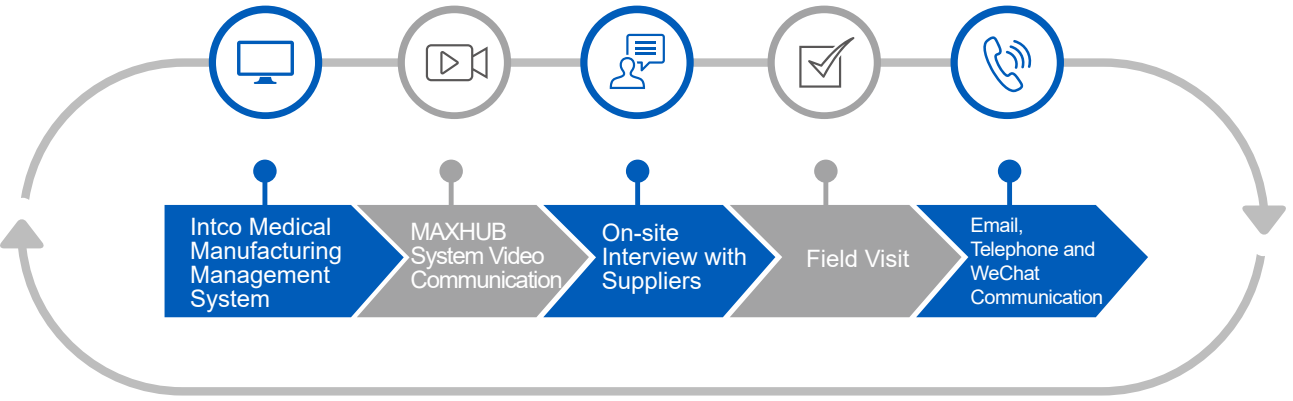 Intco Medical
Manufacturing
Management
System
MAXHUB
System Video
Communication
On-site
Interview with
Suppliers
Field Visit
Email,
Telephone and
WeChat
Communication